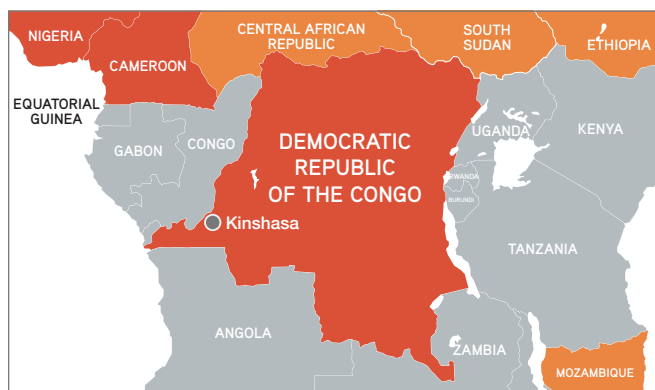 NIGERIA
CENTRAL AFRICAN
REPUBLIC
SOUTH
SUDAN
ETHIOPIA
CAMEROON
EQUATORIAL
GUINEA
GABON
CONGO
DEMOCRATIC
REPUBLIC
OF THE CONGO
UGANDA
KENYA
RWANDA
BURUNDI
Kinshasa
TANZANIA
ANGOLA
ZAMBIA
MOZAMBIQUE